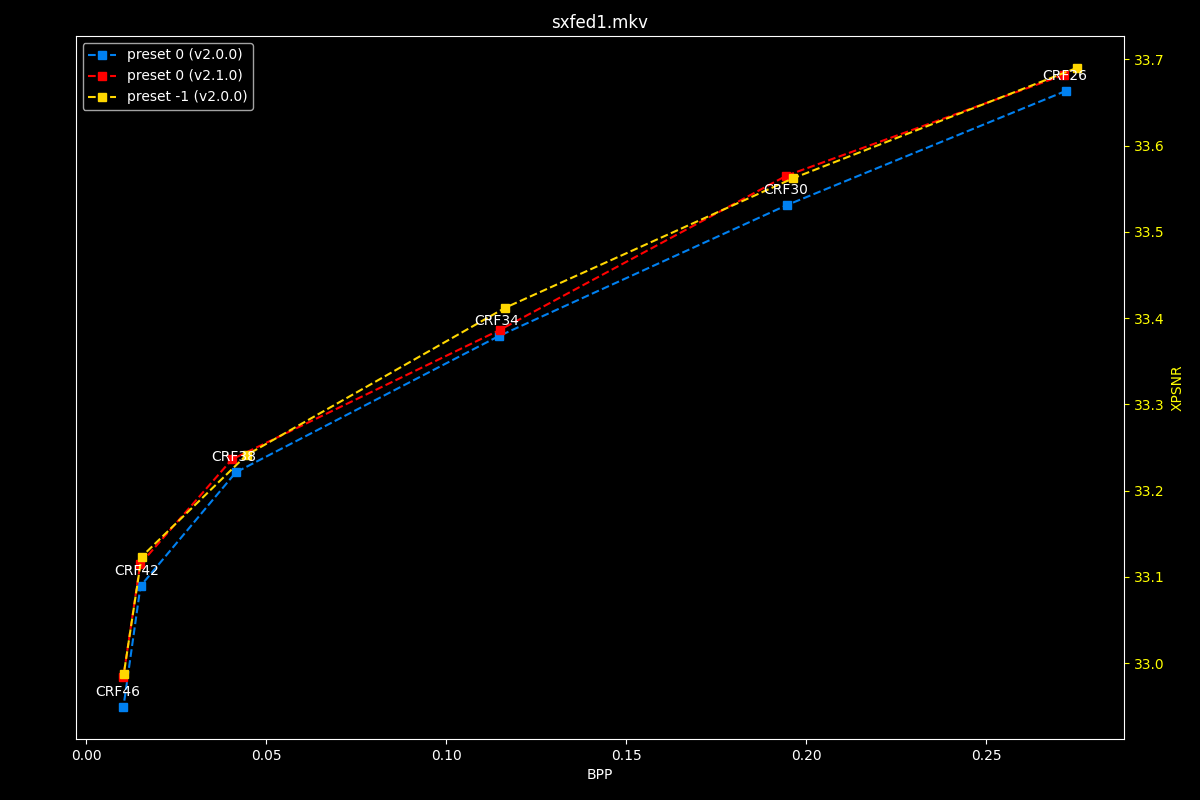 sxfed1.mkv
preset 0 (v2.0.0)
preset 0 (v2.1.0)
preset -1 (v2.0.0)
CRF26
CRF30
CRF34
CRF38
CRF42
CRF46
33.7
33.6
33.5
33.4
33.3
33.2
33.1
33.0
XPSNR
0.00 0.05 0.10 0.15 0.20 0.25
BPP